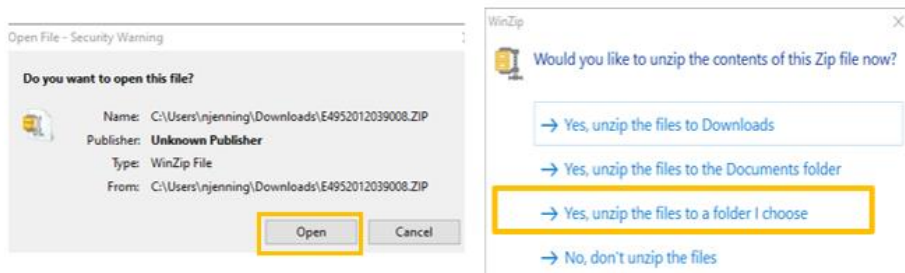 Open File - Security Warning
Do you want to open this file?
Name: C:\Users\njenning\Downloads\E4952012039008.ZIP
Publisher: Unknown Publisher
Type: WinZip File
From: C:\Users\njenning\Downloads\E4952012039008.ZIP
Open
Cancel
WinZip
Would you like to unzip the contents of this Zip file now?
→ Yes, unzip the files to Downloads
→ Yes, unzip the files to the Documents folder
→ Yes, unzip the files to a folder I choose
→ No, don't unzip the files